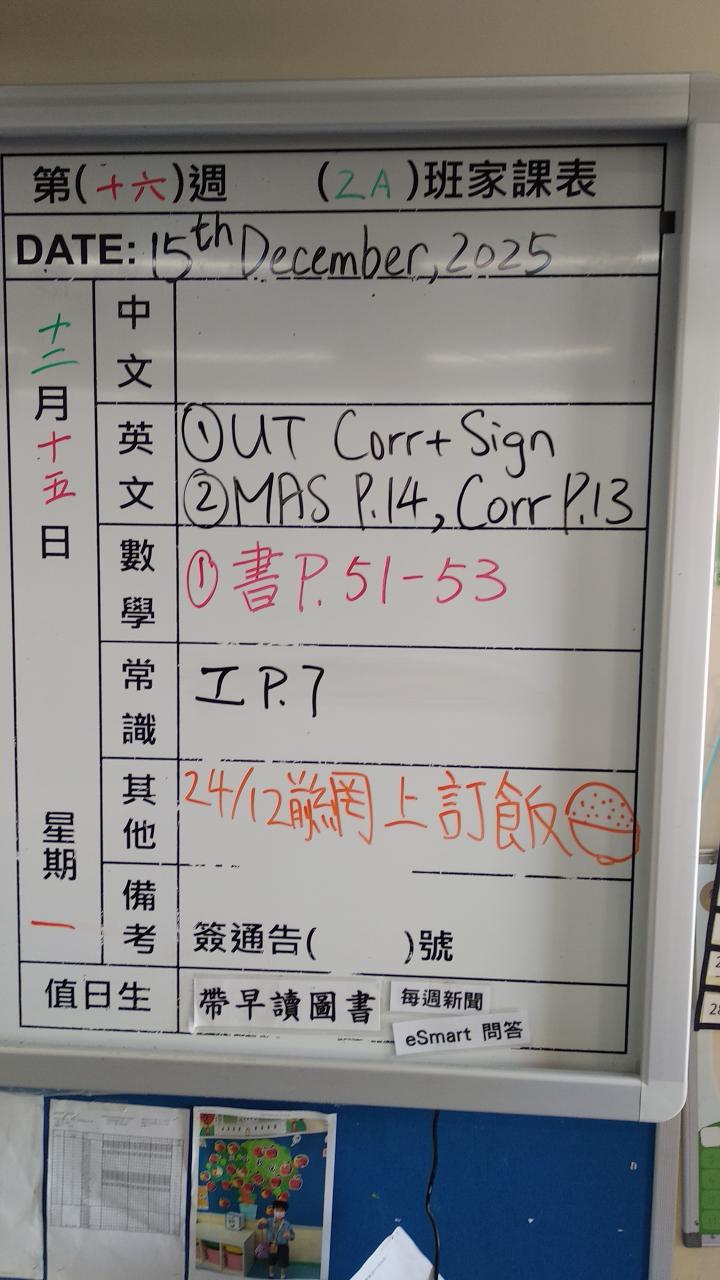 第(十六)週 (2A)班家課表
DATE: 15th December, 2025
十二月十五日 星期一
中文
英文
①UT Corr+Sign
②MAS P.14, Corr P.13
數學
①書P.51-53
常識
工P.7
其他
24/12前網上訂飯
備考
簽通告( )號
值日生
帶早讀圖書
每週新聞
eSmart 問答